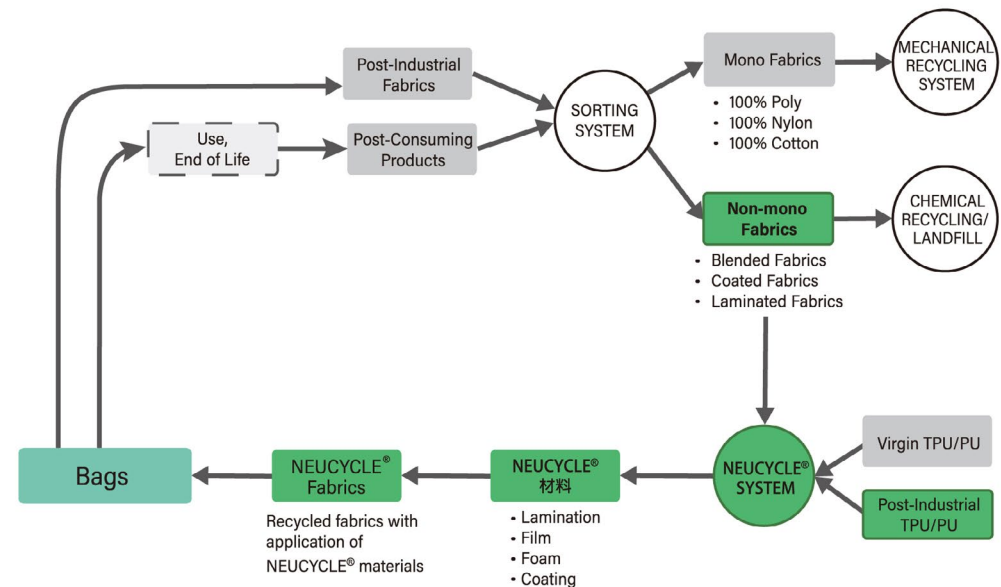 Post-Industrial
Fabrics
Use,
End of Life
Post-Consuming
Products
SORTING
SYSTEM
Mono Fabrics
• 100% Poly
• 100% Nylon
• 100% Cotton
MECHANICAL
RECYCLING
SYSTEM
Non-mono
Fabrics
• Blended Fabrics
• Coated Fabrics
• Laminated Fabrics
CHEMICAL
RECYCLING/
LANDFILL
Bags
NEUCYCLE®
Fabrics
Recycled fabrics with
application of
NEUCYCLE® materials
NEUCYCLE®
材料
• Lamination
• Film
• Foam
• Coating
NEUCYCLE®
SYSTEM
Virgin TPU/PU
Post-Industrial
TPU/PU